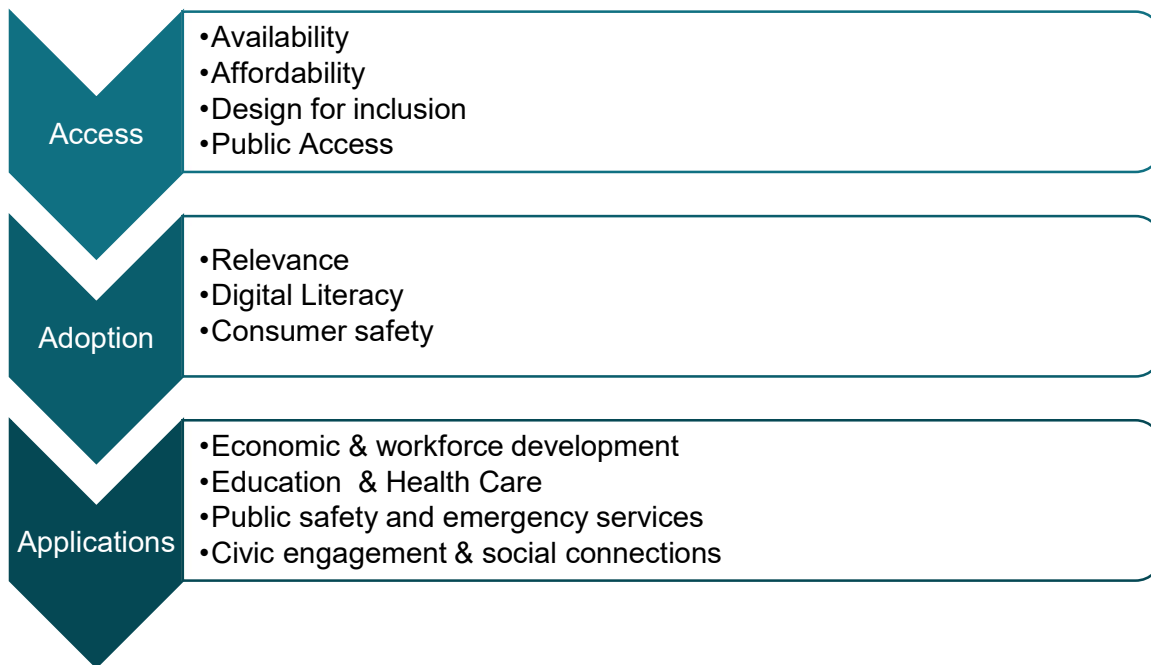 Access
•Availability
•Affordability
•Design for inclusion
•Public Access
Adoption
•Relevance
•Digital Literacy
•Consumer safety
Applications
•Economic & workforce development
•Education  & Health Care
•Public safety and emergency services
•Civic engagement & social connections